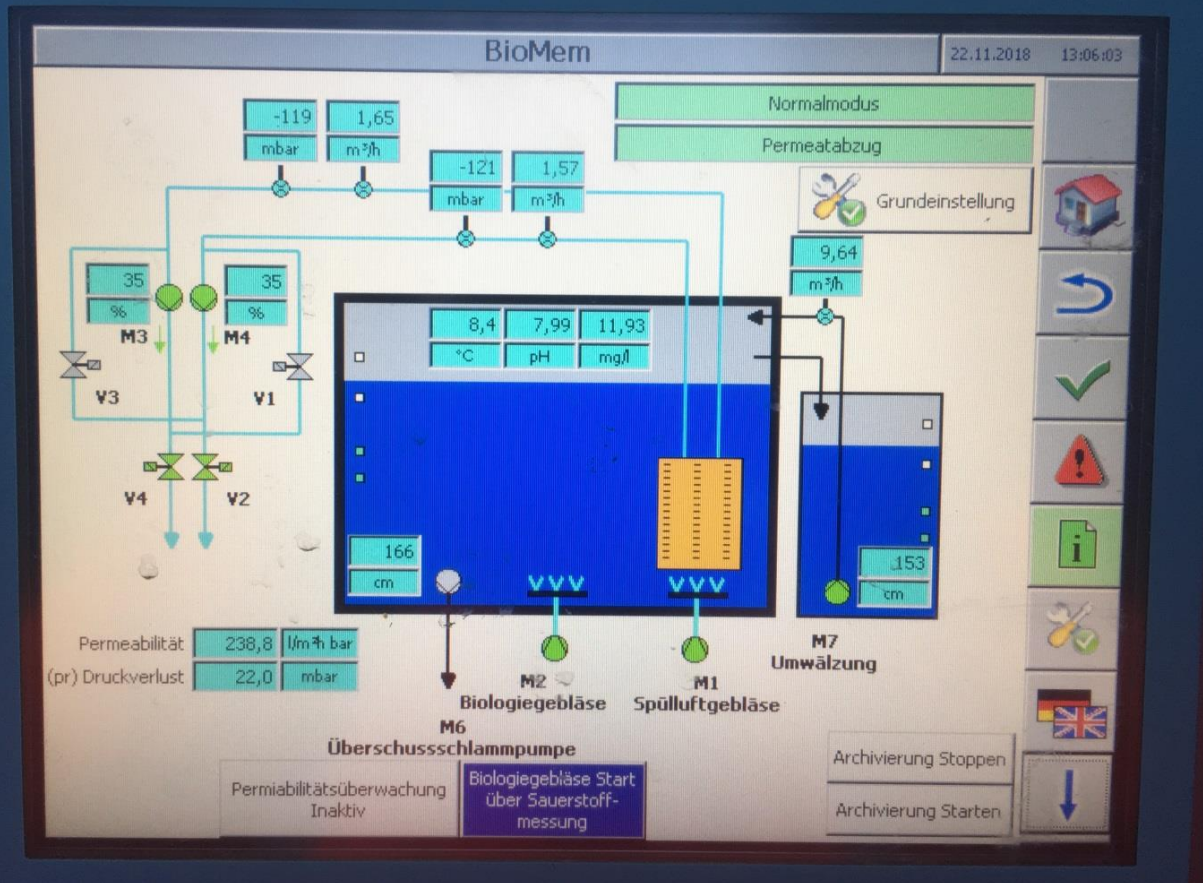 BioMem
22.11.2018 13:06:03
Normalmodus
Permeatabzug
Grundeinstellung
-119
mbar
1,65
m³/h
-121
mbar
1,57
m³/h
9,64
m³/h
35
%
M3
35
%
M4
V3
V1
V4
V2
8,4
°C
7,99
pH
11,93
mg/l
166
cm
153
cm
Permeabilität 238,8 l/m²h bar
(pr) Druckverlust 22,0 mbar
M7
Umwälzung
M2
Biologiegebläse
M1
Spülluftgebläse
M6
Überschussschlammpumpe
Permiabilitätsüberwachung
Inaktiv
Biologiegebläse Start
über Sauerstoff-
messung
Archivierung Stoppen
Archivierung Starten